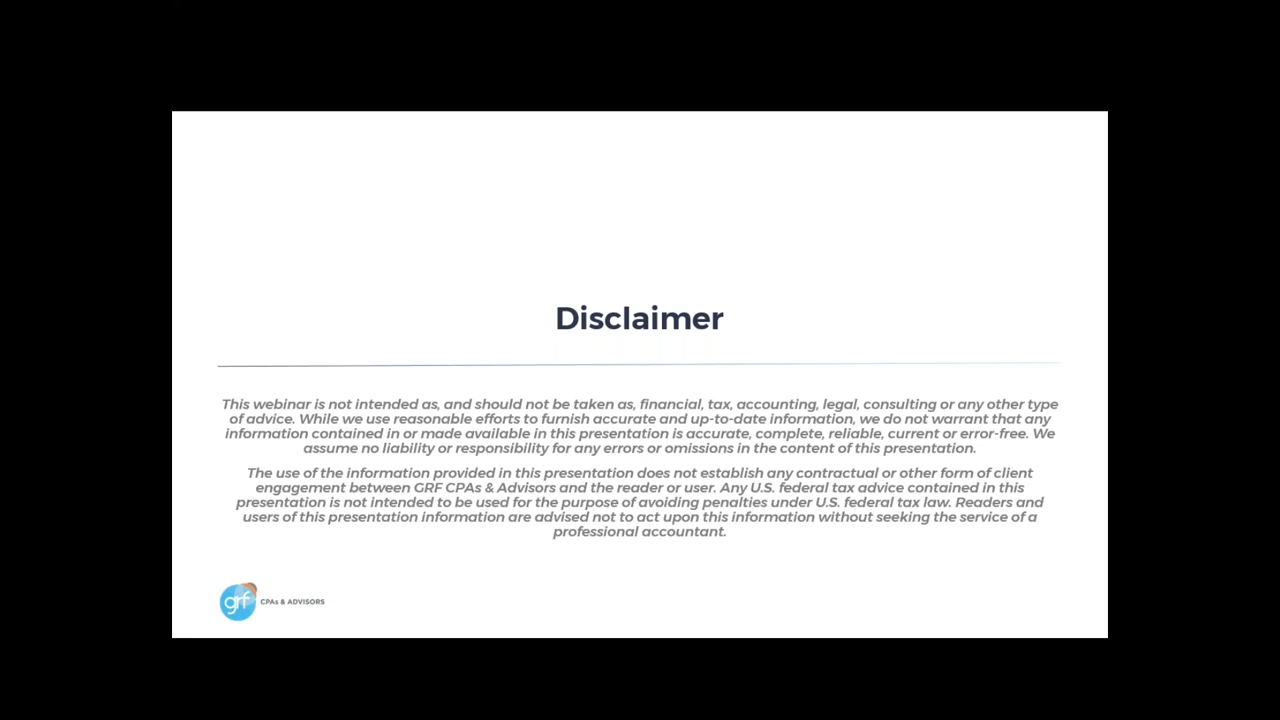 Disclaimer
This webinar is not intended as, and should not be taken as, financial, tax, accounting, legal, consulting or any other type
of advice. While we use reasonable efforts to furnish accurate and up-to-date information, we do not warrant that any
information contained in or made available in this presentation is accurate, complete, reliable, current or error-free. We
assume no liability or responsibility for any errors or omissions in the content of this presentation.
The use of the information provided in this presentation does not establish any contractual or other form of client
engagement between GRF CPAs & Advisors and the reader or user. Any U.S. federal tax advice contained in this
presentation is not intended to be used for the purpose of avoiding penalties under U.S. federal tax law. Readers and
users of this presentation information are advised not to act upon this information without seeking the service of a
professional accountant.
grf CPAs & ADVISORS